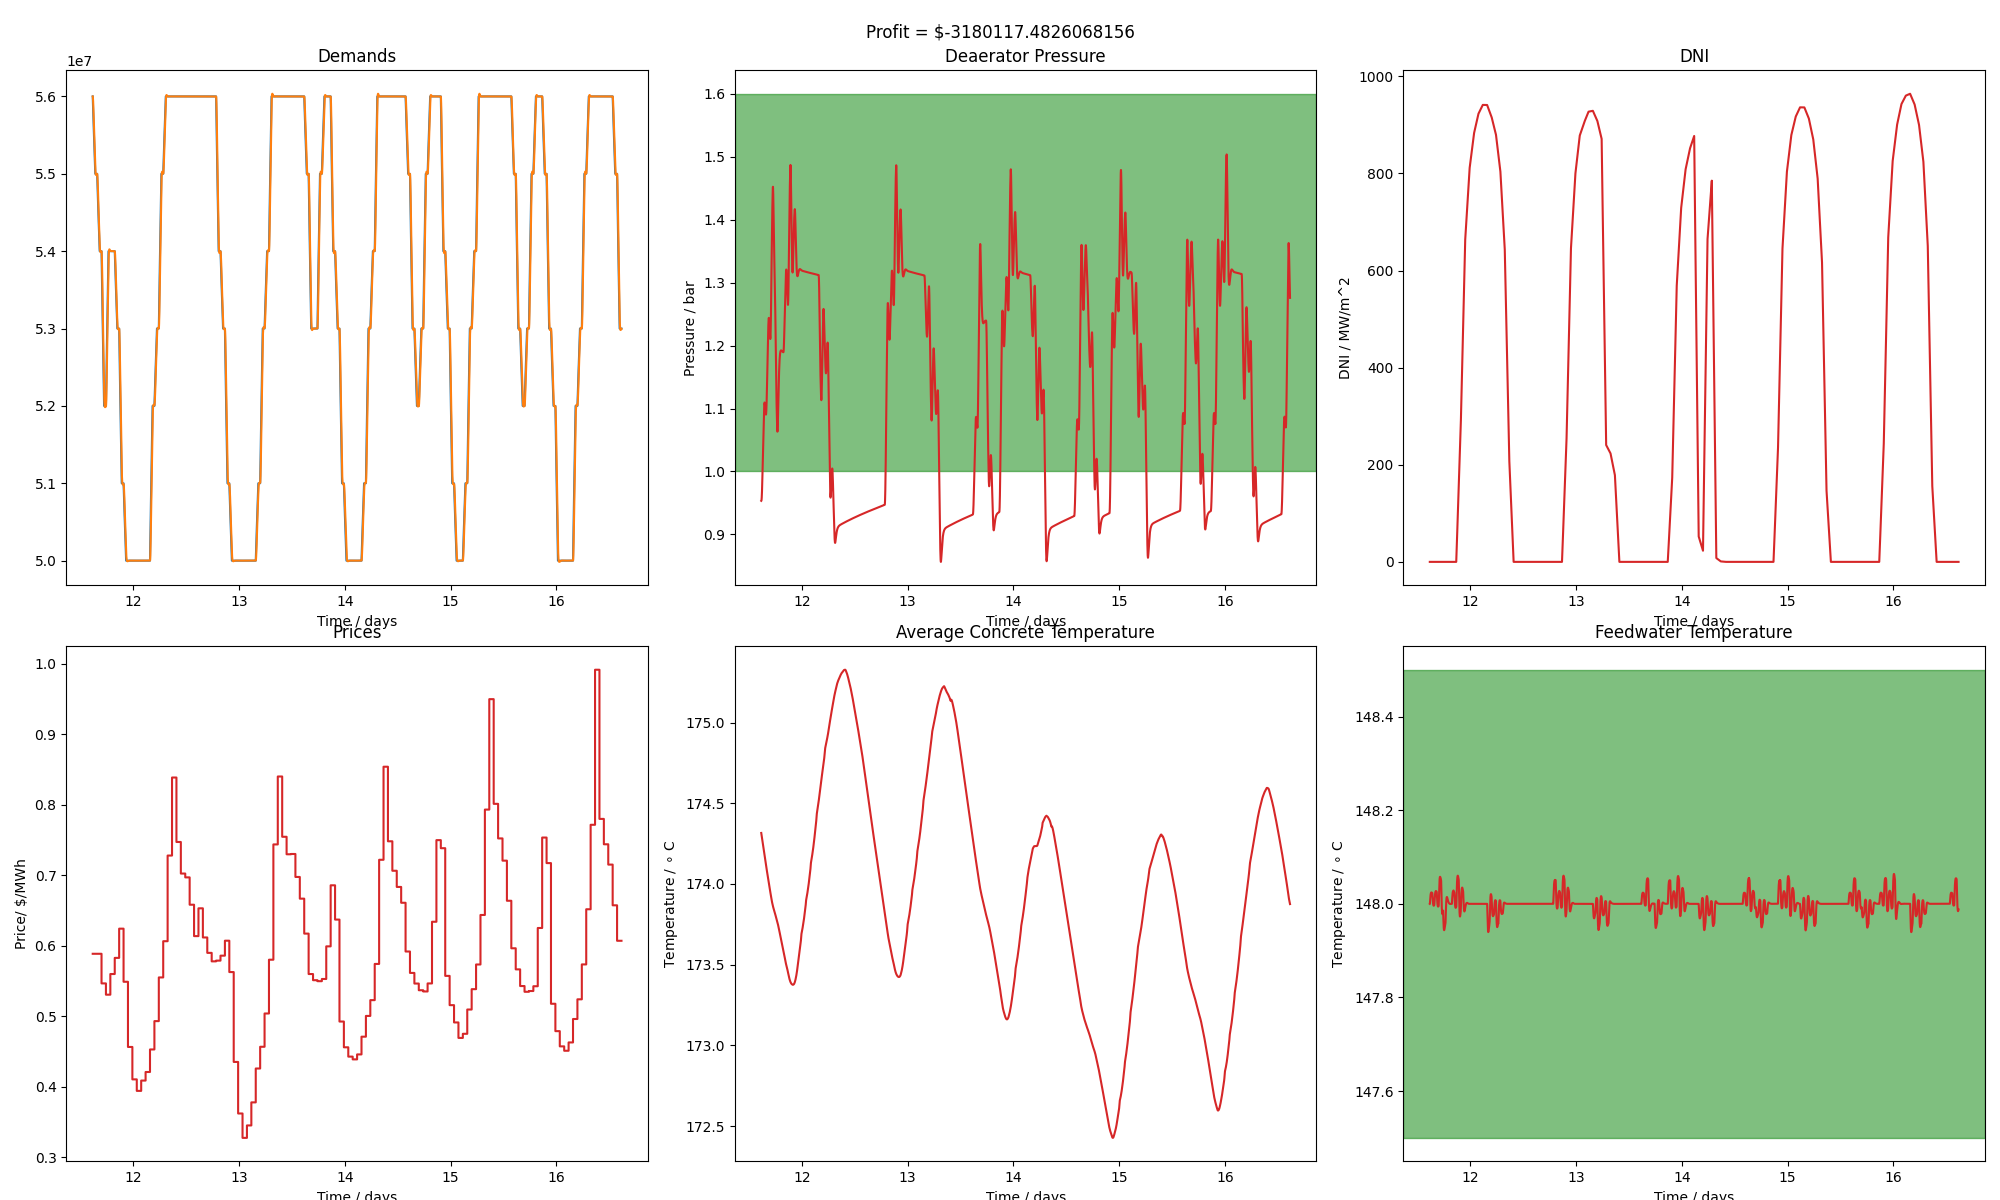 Profit = $-3180117.4826068156
Demands
1e7
5.6
5.5
5.4
5.3
5.2
5.1
5.0
12 13 14 15 16
Time / days
Deaerator Pressure
Pressure / bar
1.6
1.5
1.4
1.3
1.2
1.1
1.0
0.9
12 13 14 15 16
Time / days
DNI
DNI / MW/m^2
1000
800
600
400
200
0
12 13 14 15 16
Time / days
Prices
Price/ $/MWh
1.0
0.9
0.8
0.7
0.6
0.5
0.4
0.3
12 13 14 15 16
Time / days
Average Concrete Temperature
Temperature / ∘ C
175.0
174.5
174.0
173.5
173.0
172.5
12 13 14 15 16
Time / days
Feedwater Temperature
Temperature / ∘ C
148.4
148.2
148.0
147.8
147.6
12 13 14 15 16
Time / days